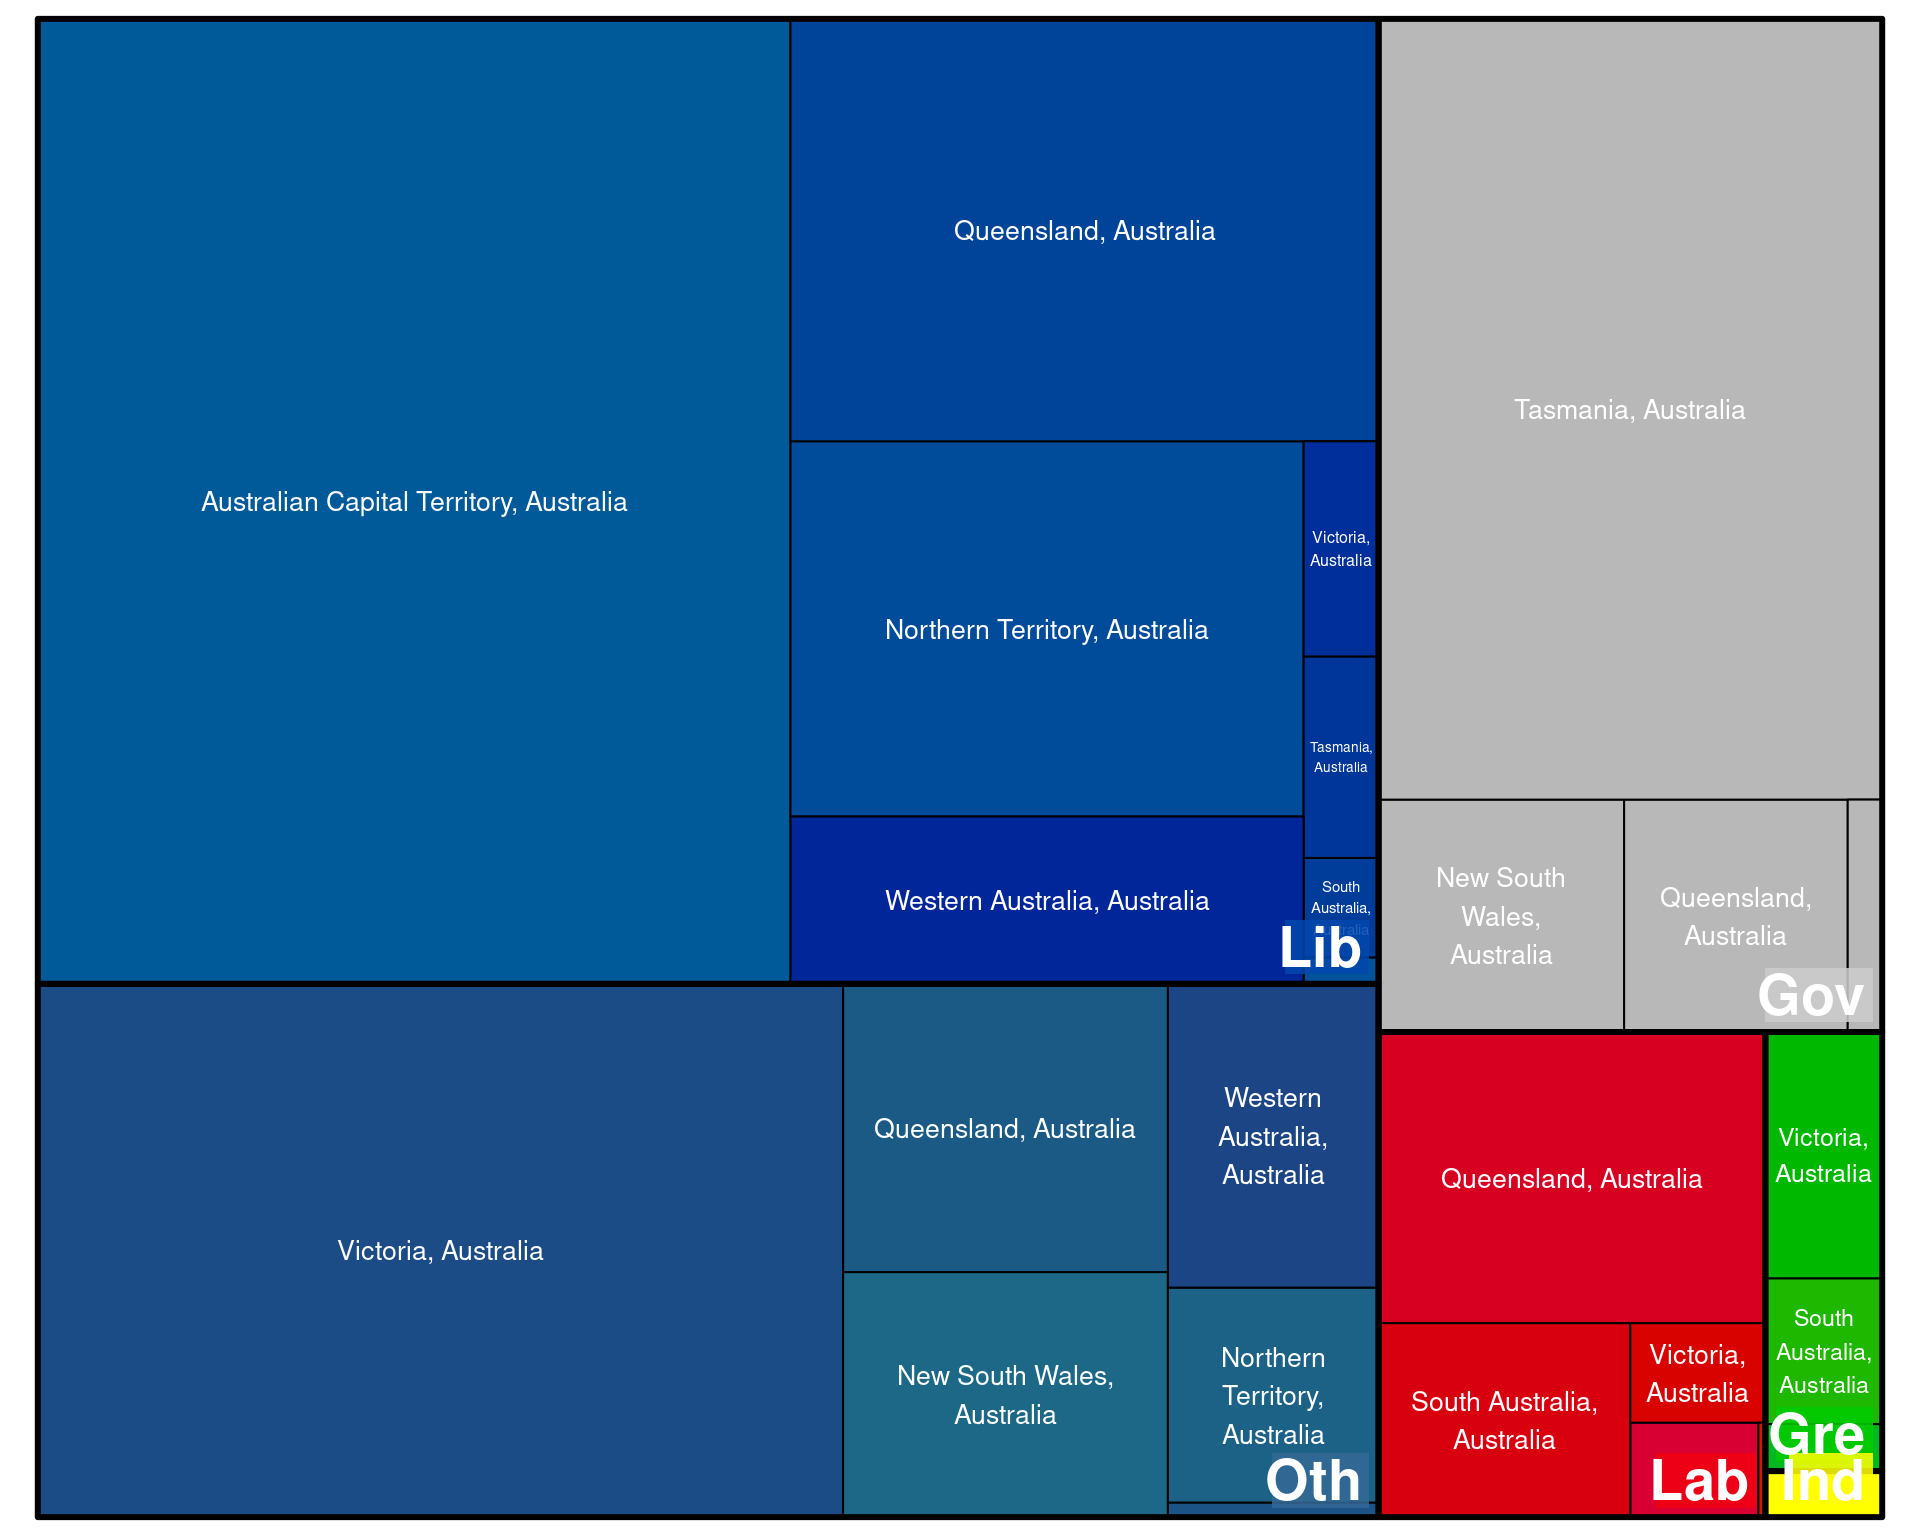 Australian Capital Territory, Australia
Queensland, Australia
Northern Territory, Australia
Victoria,
Australia
Tasmania,
Australia
Western Australia, Australia
South
Australia,
Lib
Tasmania, Australia
New South
Wales,
Australia
Queensland,
Australia
Gov
Victoria, Australia
Queensland, Australia
New South Wales,
Australia
Western
Australia,
Australia
Northern
Territory,
Australia
Oth
Queensland, Australia
South Australia,
Australia
Victoria,
Australia
Lab
Victoria,
Australia
South
Australia,
Australia
Gre
Ind